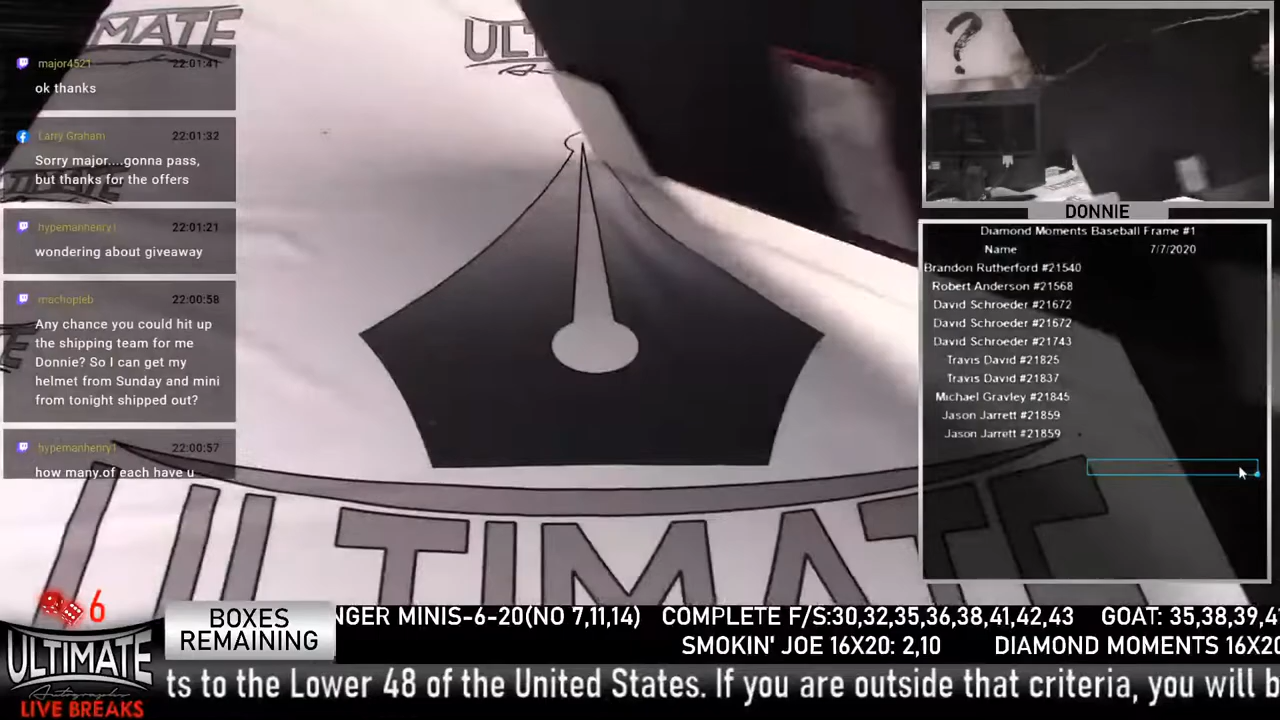 MATE
major4521 22:01:41
ok thanks
Larry Graham 22:01:32
Sorry major....gonna pass,
but thanks for the offers
hypemanhenry1 22:01:21
wondering about giveaway
machopleb 22:00:58
Any chance you could hit up
the shipping team for me
Donnie? So I can get my
helmet from Sunday and mini
from tonight shipped out?
hypemanhenry1 22:00:57
how many.of each have u
ULT
ULTIMATE
?
DONNIE
Diamond Moments Baseball Frame #1
Name 7/7/2020
Brandon Rutherford #21540
Robert Anderson #21568
David Schroeder #21672
David Schroeder #21672
David Schroeder #21743
Travis David #21825
Travis David #21837
Michael Gravley #21845
Jason Jarrett #21859
Jason Jarrett #21859
6
ULTIMATE
Autographs
LIVE BREAKS
BOXES
REMAINING
NGER MINIS-6-20(NO 7,11,14) COMPLETE F/S:30,32,35,36,38,41,42,43 GOAT: 35,38,39,4
SMOKIN' JOE 16X20: 2,10 DIAMOND MOMENTS 16X20
ts to the Lower 48 of the United States. If you are outside that criteria, you will b